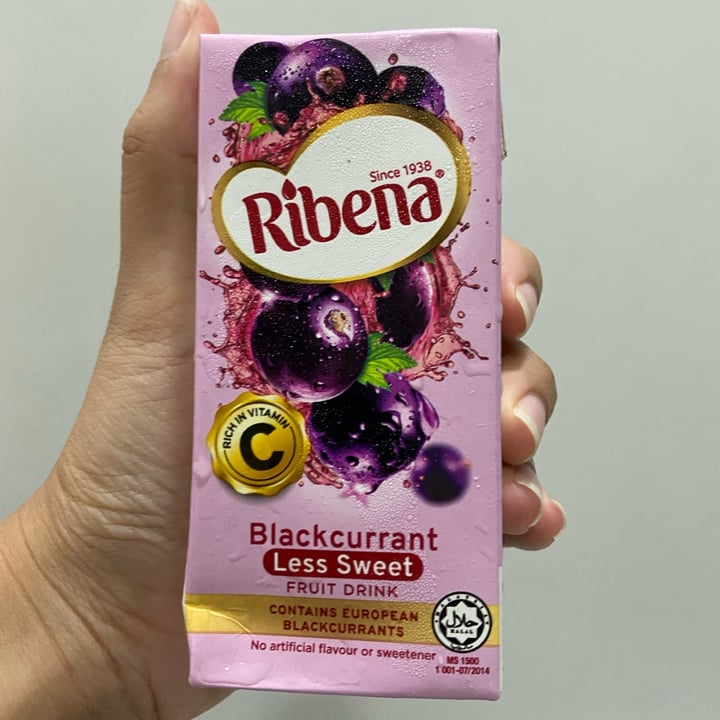 Since 1938
Ribena®
RICH IN VITAMIN
C
Blackcurrant
Less Sweet
FRUIT DRINK
CONTAINS EUROPEAN
BLACKCURRANTS
No artificial flavour or sweetener
MALAYSIA
حلال
HALAL
MS 1500
1 001-07/2014